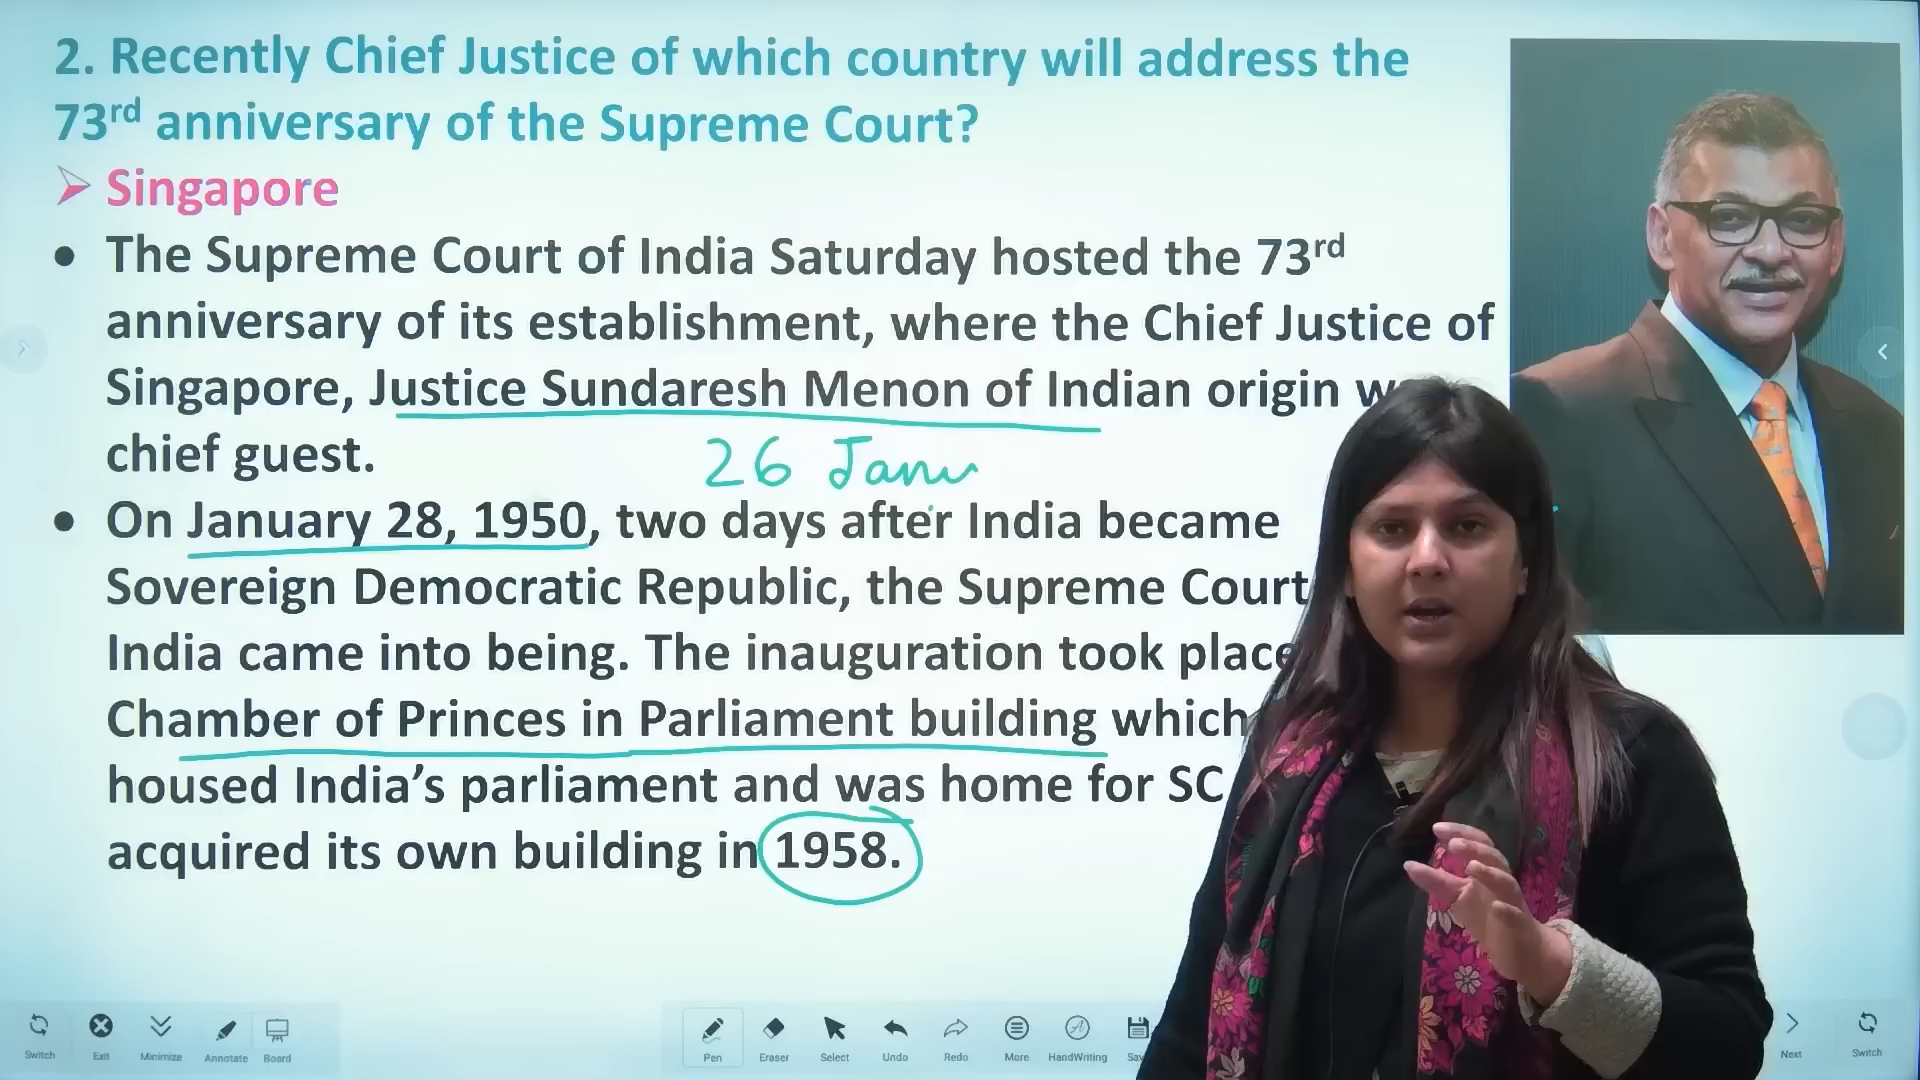 2. Recently Chief Justice of which country will address the
73rd anniversary of the Supreme Court?
Singapore
The Supreme Court of India Saturday hosted the 73rd
anniversary of its establishment, where the Chief Justice of
Singapore, Justice Sundaresh Menon of Indian origin
chief guest.
26 Janu
On January 28, 1950, two days after India became
Sovereign Democratic Republic, the Supreme Court
India came into being. The inauguration took place
Chamber of Princes in Parliament building which
housed India's parliament and was home for SC
acquired its own building in 1958.
Switch Exit Minimize Annotate Board Pen Eraser Select Undo Redo More HandWriting Next Switch